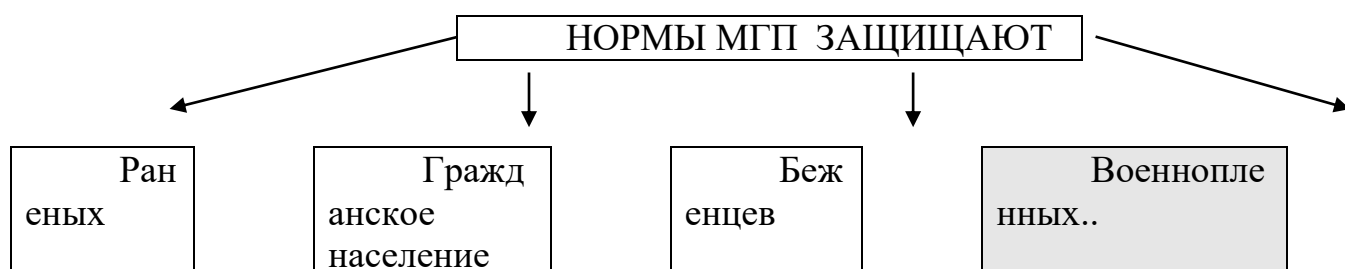 НОРМЫ МГП ЗАЩИЩАЮТ
Ран
еных
Гражд
анское
население
Беж
енцев
Военнопле
нных..